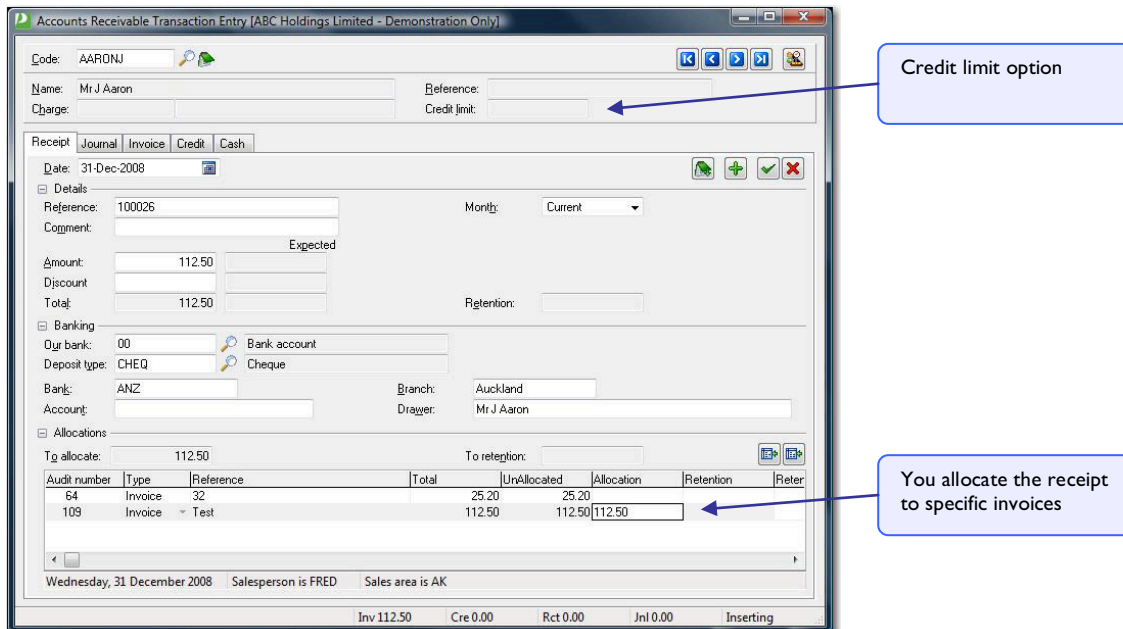 Accounts Receivable Transaction Entry [ABC Holdings Limited - Demonstration Only]
Code: AARONJ
Name: Mr J Aaron Reference:
Charge: Credit limit:
Credit limit option
Receipt Journal Invoice Credit Cash
Date: 31-Dec-2008
Details
Reference: 100026 Month: Current
Comment:
Expected
Amount: 112.50
Discount
Total: 112.50 Retention:
Banking
Our bank: 00 Bank account
Deposit type: CHEQ Cheque
Bank: ANZ Branch: Auckland
Account: Drawer: Mr J Aaron
Allocations
To allocate: 112.50 To retention:
Audit number Type Reference Total UnAllocated Allocation Retention Reter
64 Invoice 32 25.20 25.20
109 Invoice Test 112.50 112.50 112.50
You allocate the receipt
to specific invoices
Wednesday, 31 December 2008 Salesperson is FRED Sales area is AK
Inv 112.50 Cre 0.00 Rct 0.00 Jnl 0.00 Inserting